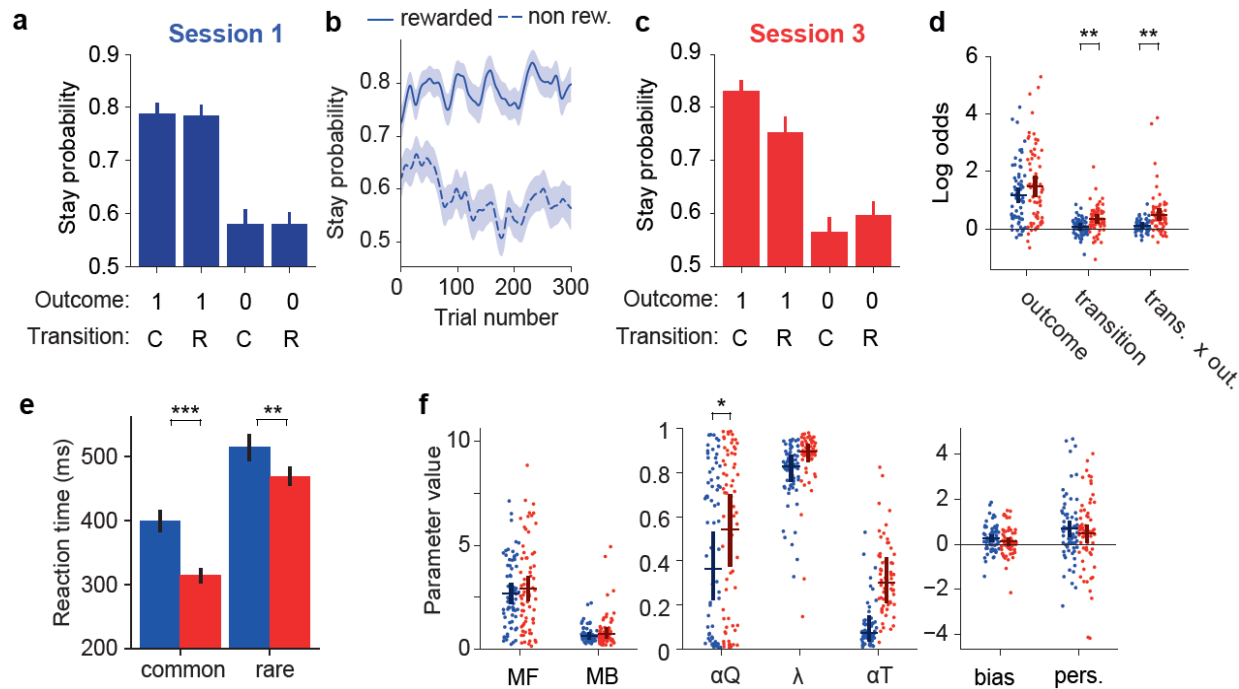 a
Session 1
Stay probability
0.9
0.8
0.7
0.6
0.5
Outcome: 1 1 0 0
Transition: C R C R
b
rewarded non rew.
Stay probability
0.8
0.7
0.6
0.5
0 100 200 300
Trial number
c
Session 3
Stay probability
0.9
0.8
0.7
0.6
0.5
Outcome: 1 1 0 0
Transition: C R C R
d
** **
Log odds
6
4
2
0
outcome
transition
trans. x out.
e
*** **
Reaction time (ms)
500
400
300
200
common rare
f
Parameter value
10
5
0
MF MB
*
1
0.8
0.6
0.4
0.2
0
αQ λ αT
4
2
0
−2
−4
bias pers.